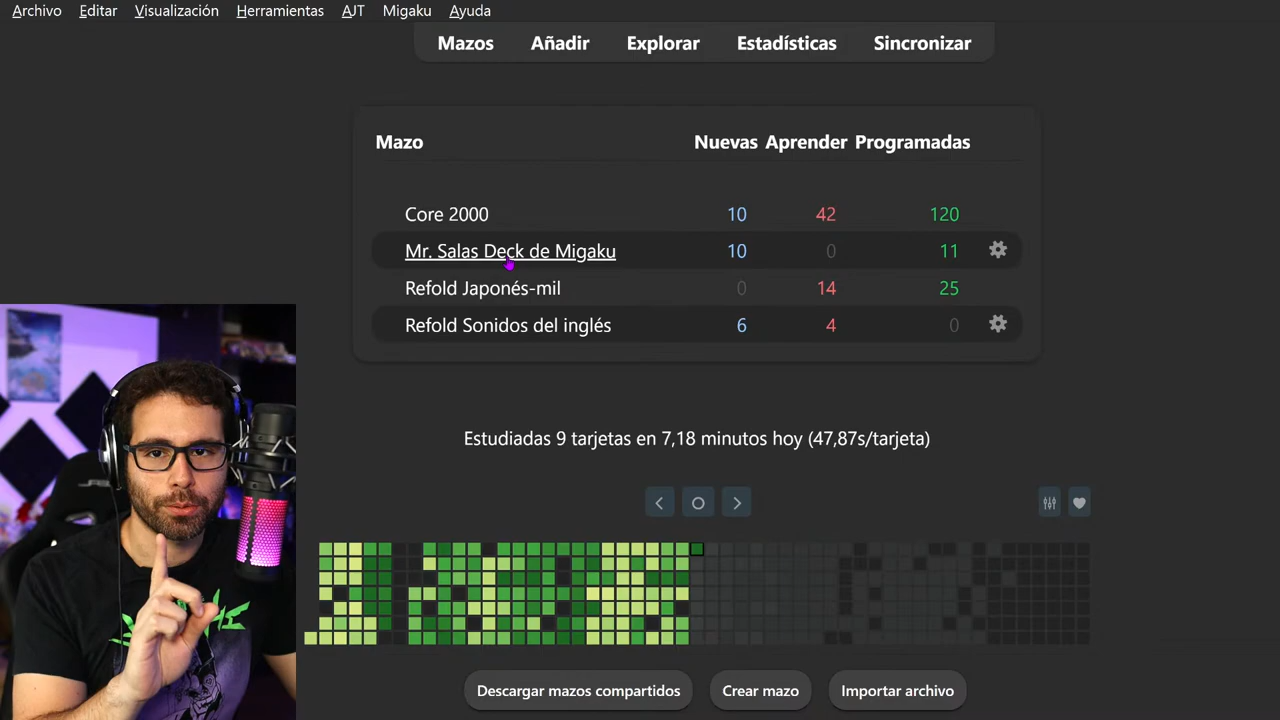 Archivo Editar Visualización Herramientas AJT Migaku Ayuda
Mazos Añadir Explorar Estadísticas Sincronizar
Mazo Nuevas Aprender Programadas
Core 2000 10 42 120
Mr. Salas Deck de Migaku 10 0 11
Refold Japonés-mil 0 14 25
Refold Sonidos del inglés 6 4 0
Estudiadas 9 tarjetas en 7,18 minutos hoy (47,87s/tarjeta)
Descargar mazos compartidos Crear mazo Importar archivo